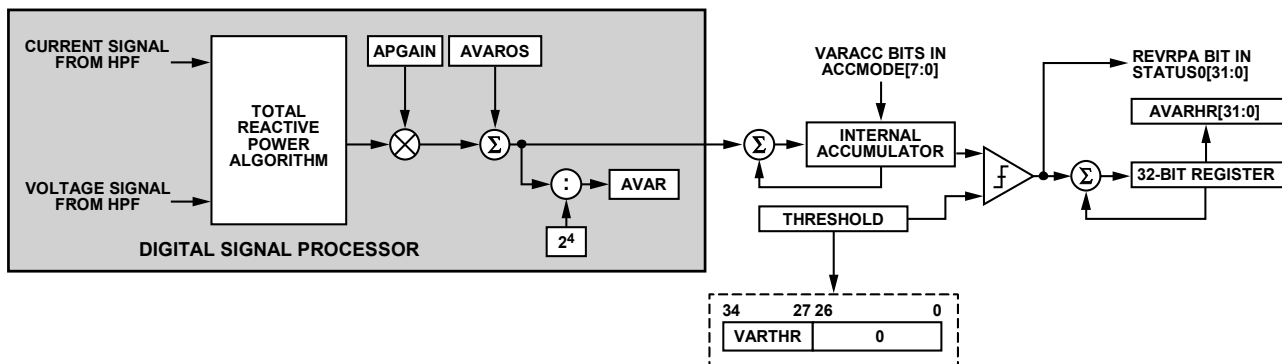 CURRENT SIGNAL
FROM HPF
VOLTAGE SIGNAL
FROM HPF
TOTAL
REACTIVE
POWER
ALGORITHM
APGAIN
AVAROS
Σ
:
AVAR
2⁴
DIGITAL SIGNAL PROCESSOR
VARACC BITS IN
ACCMODE[7:0]
Σ
INTERNAL
ACCUMULATOR
THRESHOLD
34 27 26 0
VARTHR 0
REVRPA BIT IN
STATUS0[31:0]
AVARHR[31:0]
Σ
32-BIT REGISTER